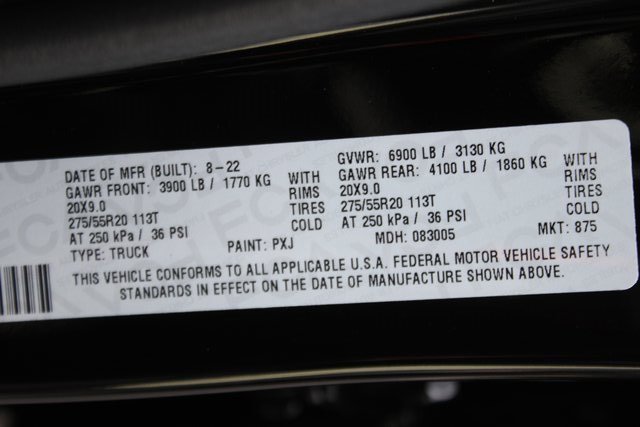 DATE OF MFR (BUILT): 8-22 GVWR: 6900 LB / 3130 KG
GAWR FRONT: 3900 LB / 1770 KG WITH GAWR REAR: 4100 LB / 1860 KG WITH
20X9.0 RIMS 20X9.0 RIMS
275/55R20 113T TIRES 275/55R20 113T TIRES
AT 250 kPa / 36 PSI COLD AT 250 kPa / 36 PSI COLD
TYPE: TRUCK PAINT: PXJ MDH: 083005 MKT: 875
THIS VEHICLE CONFORMS TO ALL APPLICABLE U.S.A. FEDERAL MOTOR VEHICLE SAFETY
STANDARDS IN EFFECT ON THE DATE OF MANUFACTURE SHOWN ABOVE.